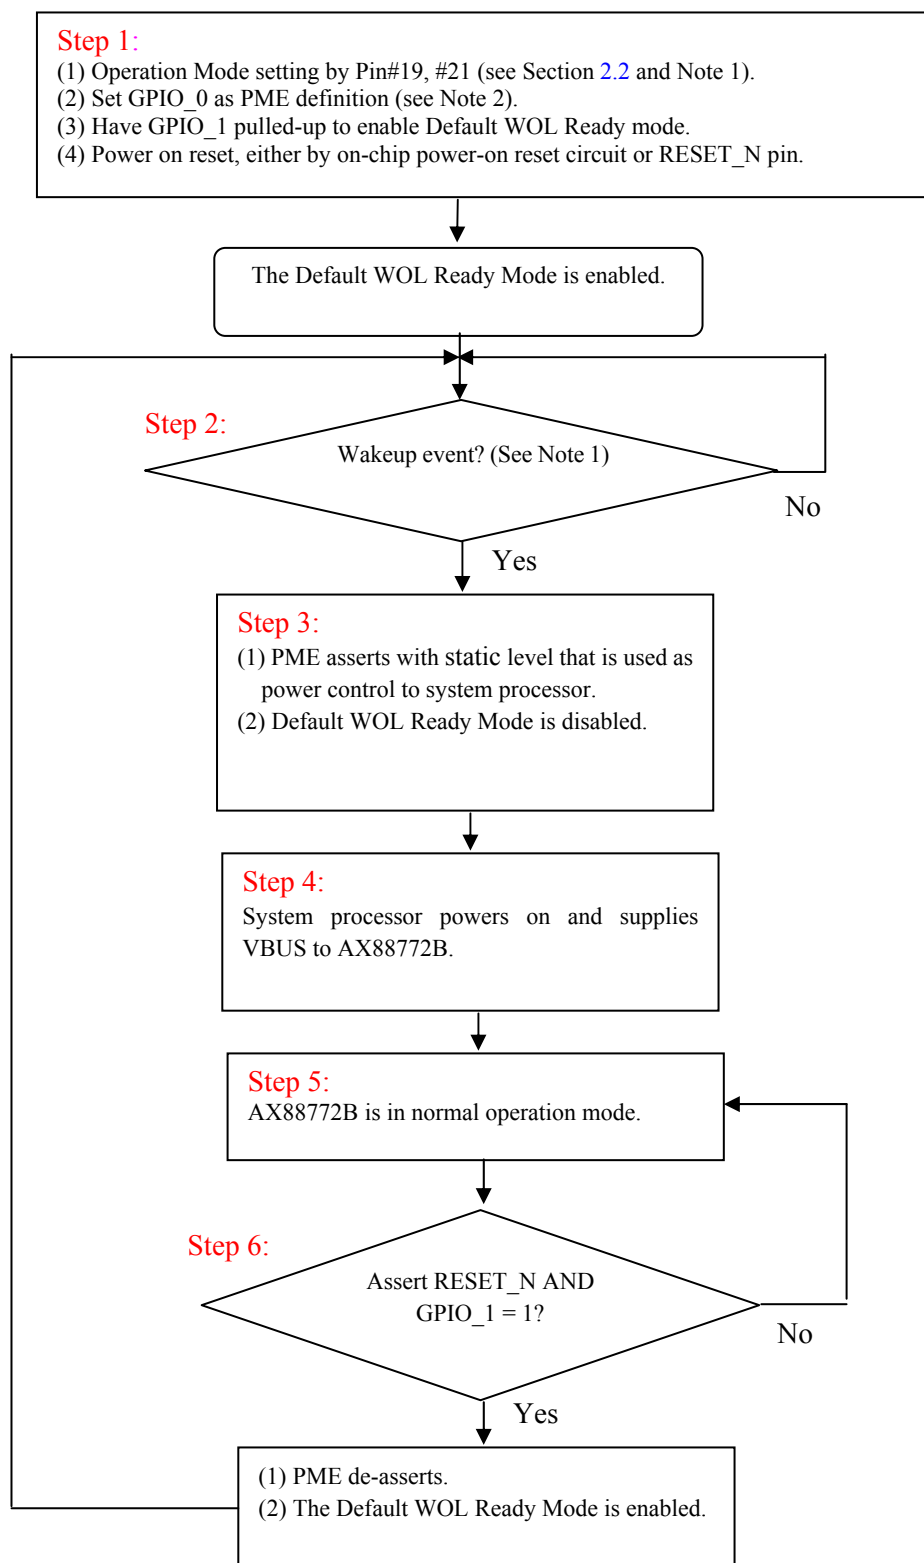 Step 1:
(1) Operation Mode setting by Pin#19, #21 (see Section 2.2 and Note 1).
(2) Set GPIO_0 as PME definition (see Note 2).
(3) Have GPIO_1 pulled-up to enable Default WOL Ready mode.
(4) Power on reset, either by on-chip power-on reset circuit or RESET_N pin.
The Default WOL Ready Mode is enabled.
Step 2:
Wakeup event? (See Note 1)
No
Yes
Step 3:
(1) PME asserts with static level that is used as
power control to system processor.
(2) Default WOL Ready Mode is disabled.
Step 4:
System processor powers on and supplies
VBUS to AX88772B.
Step 5:
AX88772B is in normal operation mode.
Step 6:
Assert RESET_N AND
GPIO_1 = 1?
No
Yes
(1) PME de-asserts.
(2) The Default WOL Ready Mode is enabled.